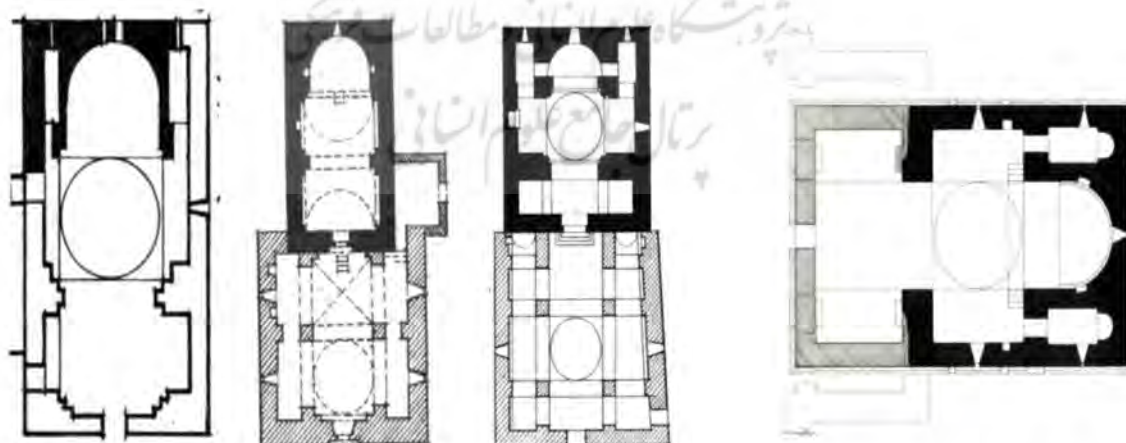 پژوهشگاه علوم انسانی و مطالعات فرهنگی
پرتال جامع علوم انسانی